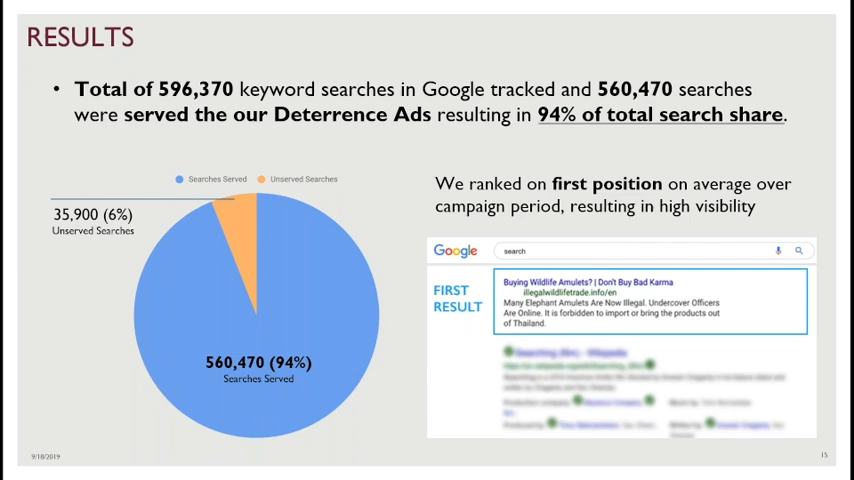 RESULTS
• Total of 596,370 keyword searches in Google tracked and 560,470 searches
were served the our Deterrence Ads resulting in 94% of total search share.
Searches Served
Unserved Searches
35,900 (6%)
Unserved Searches
560,470 (94%)
Searches Served
We ranked on first position on average over
campaign period, resulting in high visibility
Google
search
FIRST
RESULT
Buying Wildlife Amulets? | Don't Buy Bad Karma
illegalwildlifetrade.info/en
Many Elephant Amulets Are Now Illegal. Undercover Officers
Are Online. It is forbidden to import or bring the products out
of Thailand.
9/18/2019
15